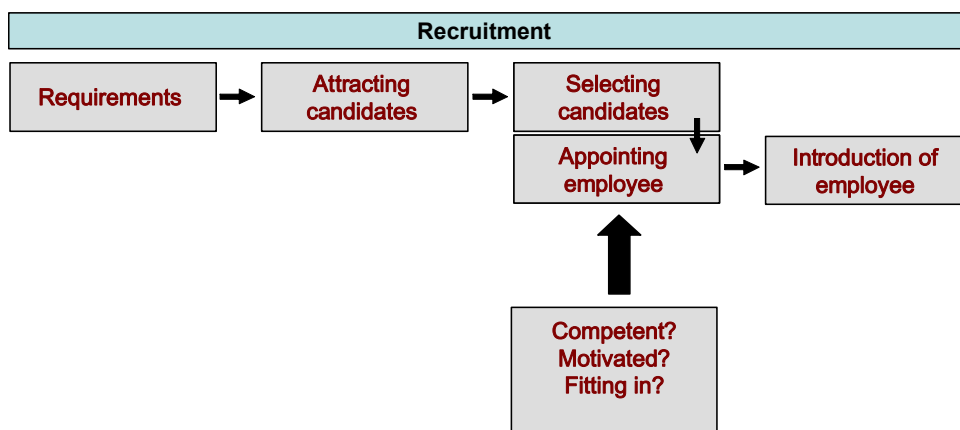 Recruitment
Requirements
Attracting
candidates
Selecting
candidates
Appointing
employee
Introduction of
employee
Competent?
Motivated?
Fitting in?